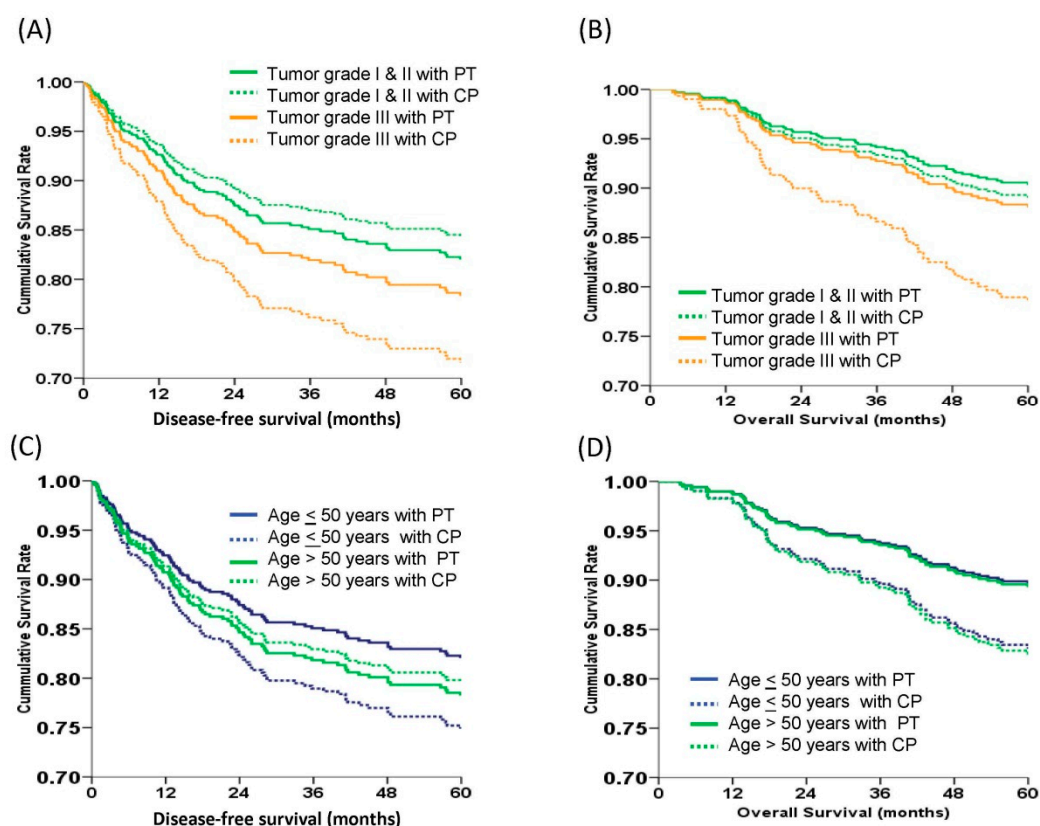 (A)
Tumor grade I & II with PT
Tumor grade I & II with CP
Tumor grade III with PT
Tumor grade III with CP
Cummulative Survival Rate
1.00
0.95
0.90
0.85
0.80
0.75
0.70
0
12
24
36
48
60
Disease-free survival (months)
(B)
Cummulative Survival Rate
1.00
0.95
0.90
0.85
0.80
0.75
0.70
Tumor grade I & II with PT
Tumor grade I & II with CP
Tumor grade III with PT
Tumor grade III with CP
0
12
24
36
48
60
Overall Survival (months)
(C)
Age ≤ 50 years with PT
Age ≤ 50 years with CP
Age > 50 years with PT
Age > 50 years with CP
Cummulative Survival Rate
1.00
0.95
0.90
0.85
0.80
0.75
0.70
0
12
24
36
48
60
Disease-free survival (months)
(D)
Cummulative Survival Rate
1.00
0.95
0.90
0.85
0.80
0.75
0.70
Age ≤ 50 years with PT
Age ≤ 50 years with CP
Age > 50 years with PT
Age > 50 years with CP
0
12
24
36
48
60
Overall Survival (months)